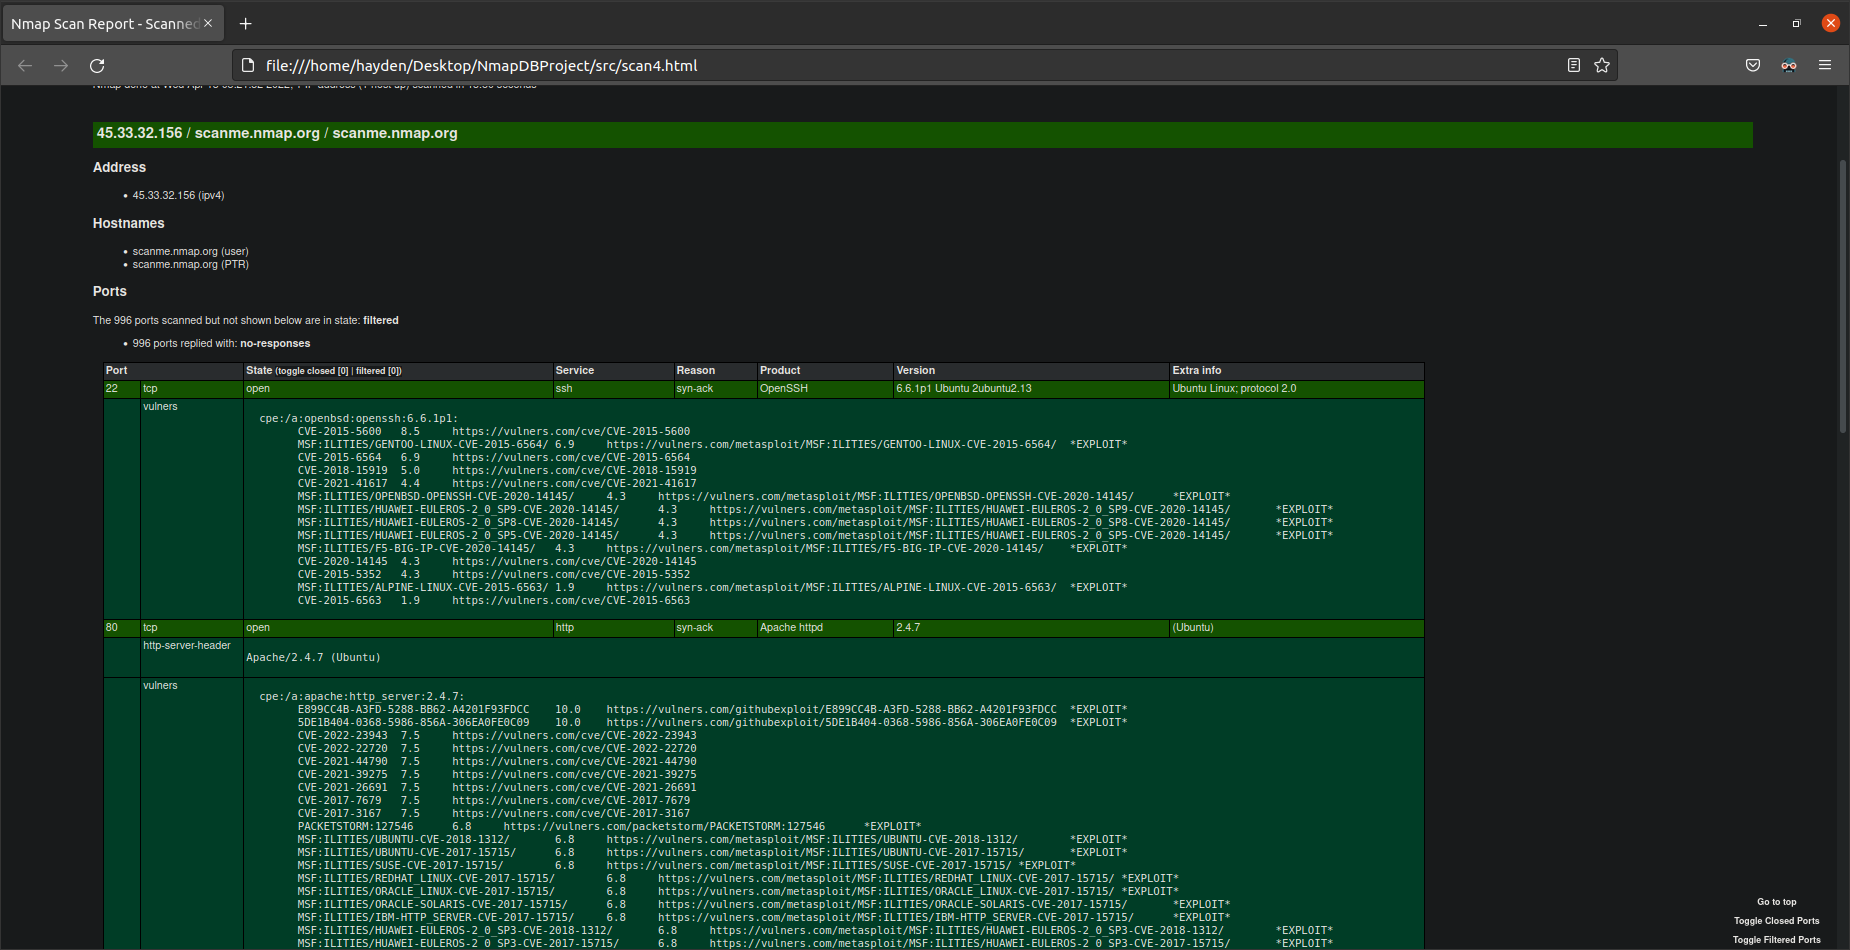 Nmap Scan Report - Scanned
file:///home/hayden/Desktop/NmapDBProject/src/scan4.html
45.33.32.156 / scanme.nmap.org / scanme.nmap.org
Address
45.33.32.156 (ipv4)
Hostnames
scanme.nmap.org (user)
scanme.nmap.org (PTR)
Ports
The 996 ports scanned but not shown below are in state: filtered
996 ports replied with: no-responses
Port State (toggle closed [0] | filtered [0]) Service Reason Product Version Extra info
22 tcp open ssh syn-ack OpenSSH 6.6.1p1 Ubuntu 2ubuntu2.13 Ubuntu Linux; protocol 2.0
vulners
cpe:/a:openbsd:openssh:6.6.1p1:
CVE-2015-5600 8.5 https://vulners.com/cve/CVE-2015-5600
MSF:ILITIES/GENTOO-LINUX-CVE-2015-6564/ 6.9 https://vulners.com/metasploit/MSF:ILITIES/GENTOO-LINUX-CVE-2015-6564/ *EXPLOIT*
CVE-2015-6564 6.9 https://vulners.com/cve/CVE-2015-6564
CVE-2018-15919 5.0 https://vulners.com/cve/CVE-2018-15919
CVE-2021-41617 4.4 https://vulners.com/cve/CVE-2021-41617
MSF:ILITIES/OPENBSD-OPENSSH-CVE-2020-14145/ 4.3 https://vulners.com/metasploit/MSF:ILITIES/OPENBSD-OPENSSH-CVE-2020-14145/ *EXPLOIT*
MSF:ILITIES/HUAWEI-EULEROS-2_0_SP9-CVE-2020-14145/ 4.3 https://vulners.com/metasploit/MSF:ILITIES/HUAWEI-EULEROS-2_0_SP9-CVE-2020-14145/ *EXPLOIT*
MSF:ILITIES/HUAWEI-EULEROS-2_0_SP8-CVE-2020-14145/ 4.3 https://vulners.com/metasploit/MSF:ILITIES/HUAWEI-EULEROS-2_0_SP8-CVE-2020-14145/ *EXPLOIT*
MSF:ILITIES/HUAWEI-EULEROS-2_0_SP5-CVE-2020-14145/ 4.3 https://vulners.com/metasploit/MSF:ILITIES/HUAWEI-EULEROS-2_0_SP5-CVE-2020-14145/ *EXPLOIT*
MSF:ILITIES/F5-BIG-IP-CVE-2020-14145/ 4.3 https://vulners.com/metasploit/MSF:ILITIES/F5-BIG-IP-CVE-2020-14145/ *EXPLOIT*
CVE-2020-14145 4.3 https://vulners.com/cve/CVE-2020-14145
CVE-2015-5352 4.3 https://vulners.com/cve/CVE-2015-5352
MSF:ILITIES/ALPINE-LINUX-CVE-2015-6563/ 1.9 https://vulners.com/metasploit/MSF:ILITIES/ALPINE-LINUX-CVE-2015-6563/ *EXPLOIT*
CVE-2015-6563 1.9 https://vulners.com/cve/CVE-2015-6563
80 tcp open http syn-ack Apache httpd 2.4.7 (Ubuntu)
http-server-header
Apache/2.4.7 (Ubuntu)
vulners
cpe:/a:apache:http_server:2.4.7:
E899CC4B-A3FD-5288-BB62-A4201F93FDCC 10.0 https://vulners.com/githubexploit/E899CC4B-A3FD-5288-BB62-A4201F93FDCC *EXPLOIT*
5DE1B404-0368-5986-856A-306EA0FE0C09 10.0 https://vulners.com/githubexploit/5DE1B404-0368-5986-856A-306EA0FE0C09 *EXPLOIT*
CVE-2022-23943 7.5 https://vulners.com/cve/CVE-2022-23943
CVE-2022-22720 7.5 https://vulners.com/cve/CVE-2022-22720
CVE-2021-44790 7.5 https://vulners.com/cve/CVE-2021-44790
CVE-2021-39275 7.5 https://vulners.com/cve/CVE-2021-39275
CVE-2021-26691 7.5 https://vulners.com/cve/CVE-2021-26691
CVE-2017-7679 7.5 https://vulners.com/cve/CVE-2017-7679
CVE-2017-3167 7.5 https://vulners.com/cve/CVE-2017-3167
PACKETSTORM:127546 6.8 https://vulners.com/packetstorm/PACKETSTORM:127546 *EXPLOIT*
MSF:ILITIES/UBUNTU-CVE-2018-1312/ 6.8 https://vulners.com/metasploit/MSF:ILITIES/UBUNTU-CVE-2018-1312/ *EXPLOIT*
MSF:ILITIES/UBUNTU-CVE-2017-15715/ 6.8 https://vulners.com/metasploit/MSF:ILITIES/UBUNTU-CVE-2017-15715/ *EXPLOIT*
MSF:ILITIES/SUSE-CVE-2017-15715/ 6.8 https://vulners.com/metasploit/MSF:ILITIES/SUSE-CVE-2017-15715/ *EXPLOIT*
MSF:ILITIES/REDHAT_LINUX-CVE-2017-15715/ 6.8 https://vulners.com/metasploit/MSF:ILITIES/REDHAT_LINUX-CVE-2017-15715/ *EXPLOIT*
MSF:ILITIES/ORACLE_LINUX-CVE-2017-15715/ 6.8 https://vulners.com/metasploit/MSF:ILITIES/ORACLE_LINUX-CVE-2017-15715/ *EXPLOIT*
MSF:ILITIES/ORACLE-SOLARIS-CVE-2017-15715/ 6.8 https://vulners.com/metasploit/MSF:ILITIES/ORACLE-SOLARIS-CVE-2017-15715/ *EXPLOIT*
MSF:ILITIES/IBM-HTTP_SERVER-CVE-2017-15715/ 6.8 https://vulners.com/metasploit/MSF:ILITIES/IBM-HTTP_SERVER-CVE-2017-15715/ *EXPLOIT*
MSF:ILITIES/HUAWEI-EULEROS-2_0_SP3-CVE-2018-1312/ 6.8 https://vulners.com/metasploit/MSF:ILITIES/HUAWEI-EULEROS-2_0_SP3-CVE-2018-1312/ *EXPLOIT*
MSF:ILITIES/HUAWEI-EULEROS-2_0_SP3-CVE-2017-15715/ 6.8 https://vulners.com/metasploit/MSF:ILITIES/HUAWEI-EULEROS-2_0_SP3-CVE-2017-15715/ *EXPLOIT*
Go to top
Toggle Closed Ports
Toggle Filtered Ports